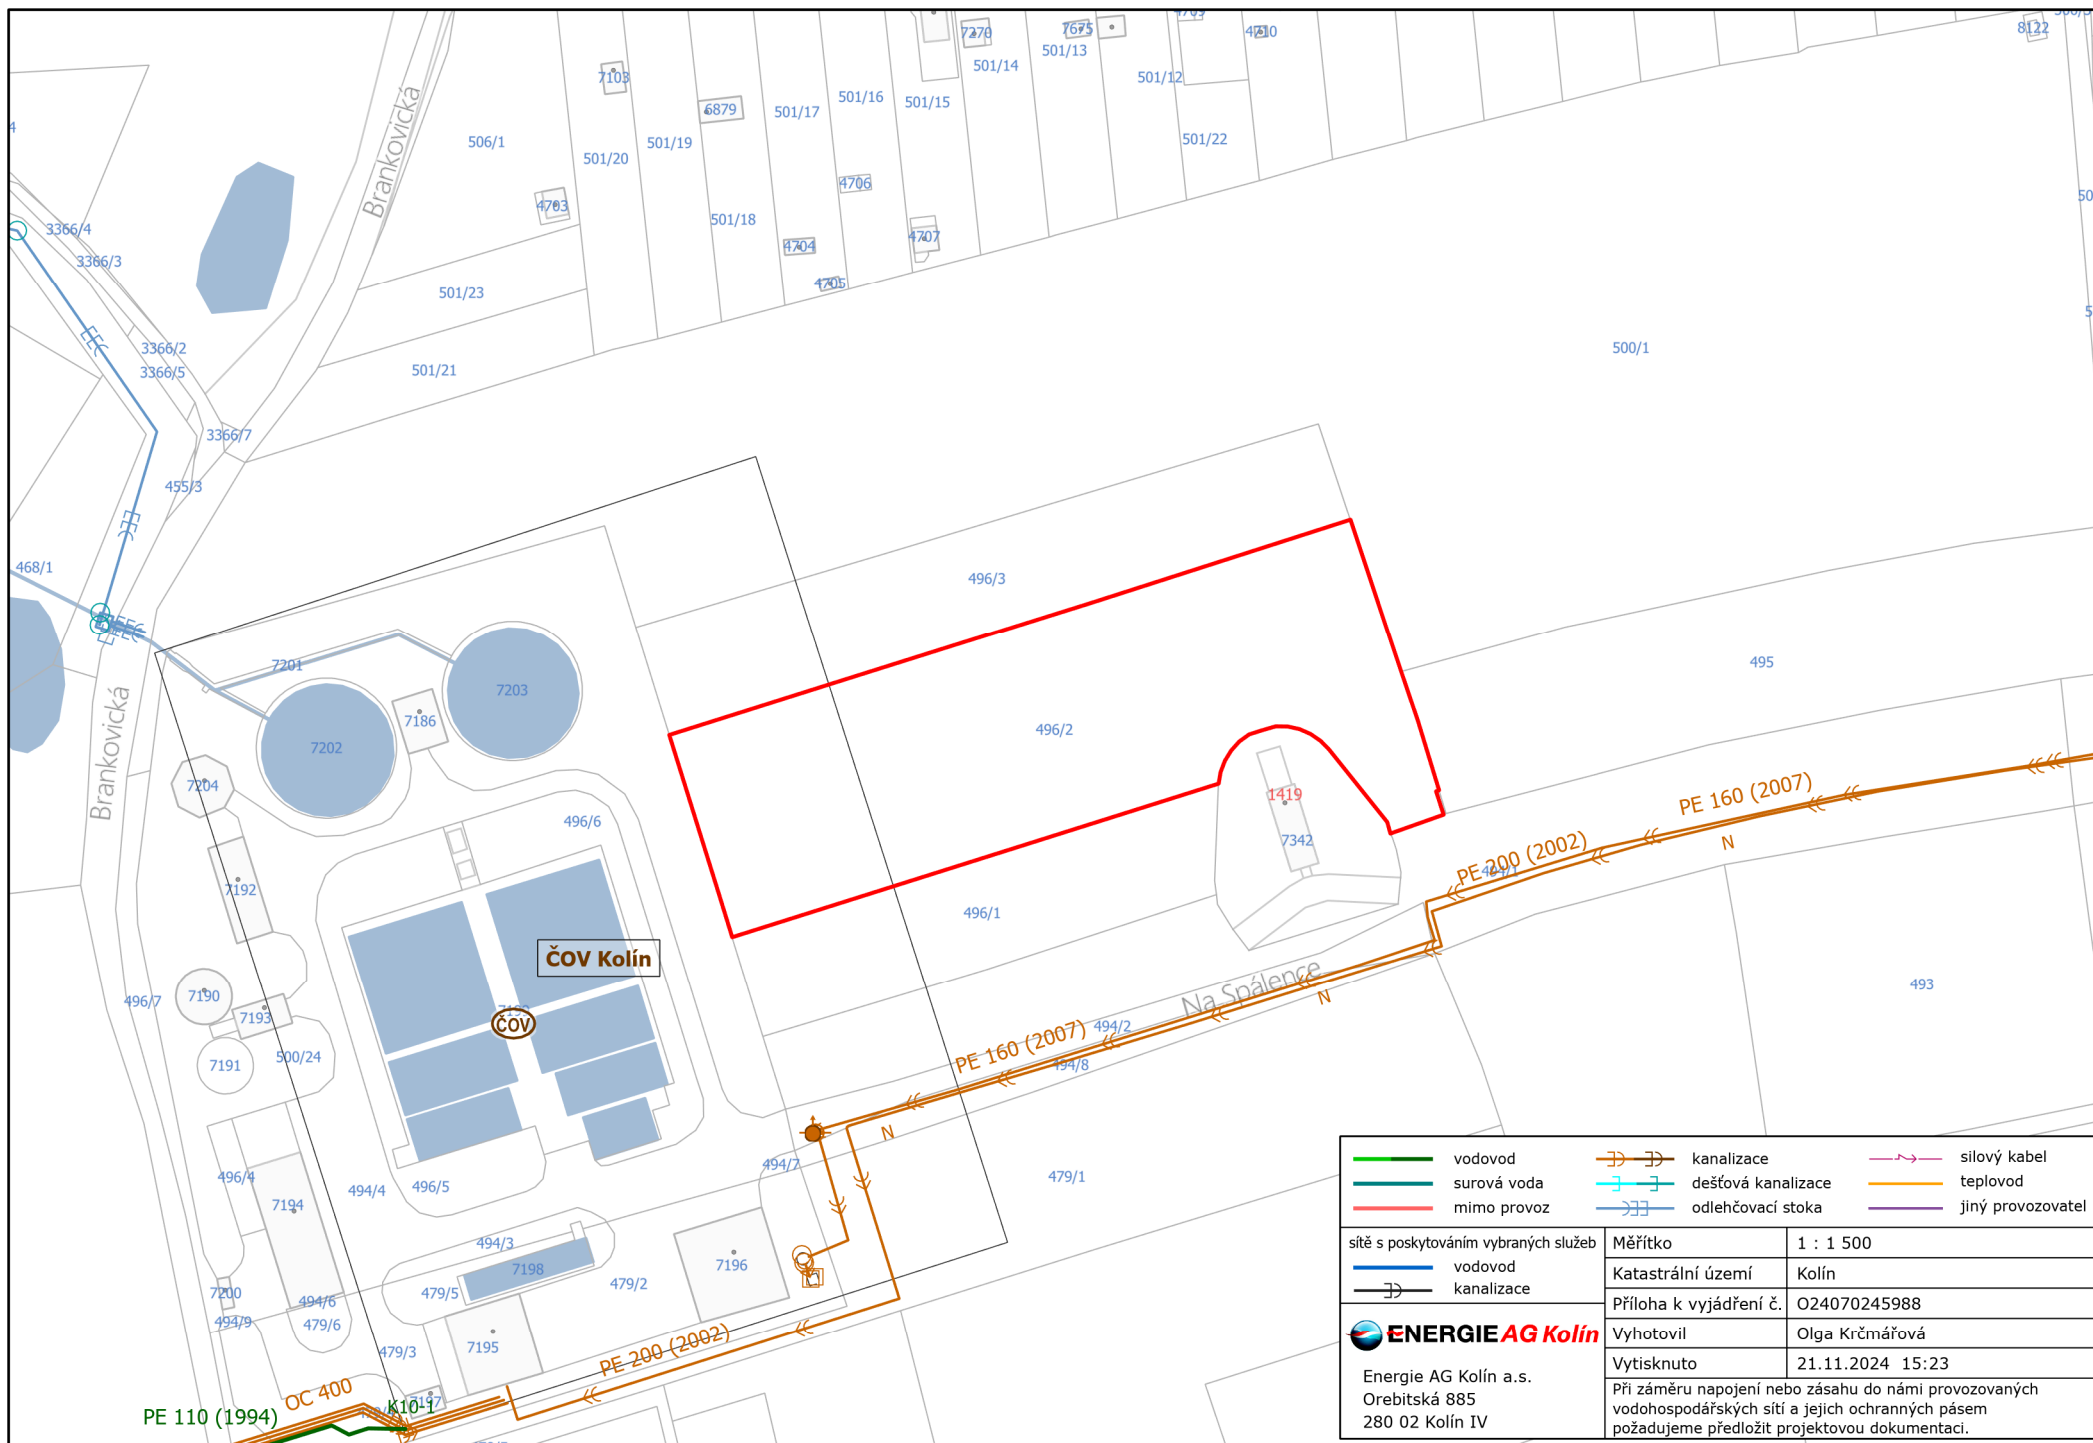 7270
7675
4709
4710
8122
501/14
501/13
501/12
7103
6879
501/17
501/16
501/15
506/1
501/20
501/19
501/22
4706
4703
501/18
4704
4707
4705
501/23
501/21
500/1
Brankovická
3366/4
3366/3
3366/2
3366/5
3366/7
455/3
468/1
496/3
495
496/2
7201
7203
7186
7202
7204
Brankovická
496/6
1419
7342
7192
496/1
ČOV Kolín
ČOV
496/7
7190
7193
7191
500/24
PE 160 (2007)
PE 200 (2002)
N
494/1
493
Na Spálence
N
494/2
PE 160 (2007)
494/8
N
494/7
479/1
496/4
494/4
496/5
7194
494/3
7198
479/5
479/2
7196
7200
494/6
494/9
479/6
479/3
7195
PE 200 (2002)
OC 400
K10-1
7197
PE 110 (1994)
vodovod
surová voda
mimo provoz
kanalizace
dešťová kanalizace
odlehčovací stoka
silový kabel
teplovod
jiný provozovatel
sítě s poskytováním vybraných služeb
vodovod
kanalizace
ENERGIE AG Kolín
Energie AG Kolín a.s.
Orebitská 885
280 02 Kolín IV
Měřítko 1 : 1 500
Katastrální území Kolín
Příloha k vyjádření č. O24070245988
Vyhotovil Olga Krčmářová
Vytisknuto 21.11.2024 15:23
Při záměru napojení nebo zásahu do námi provozovaných
vodohospodářských sítí a jejich ochranných pásem
požadujeme předložit projektovou dokumentaci.